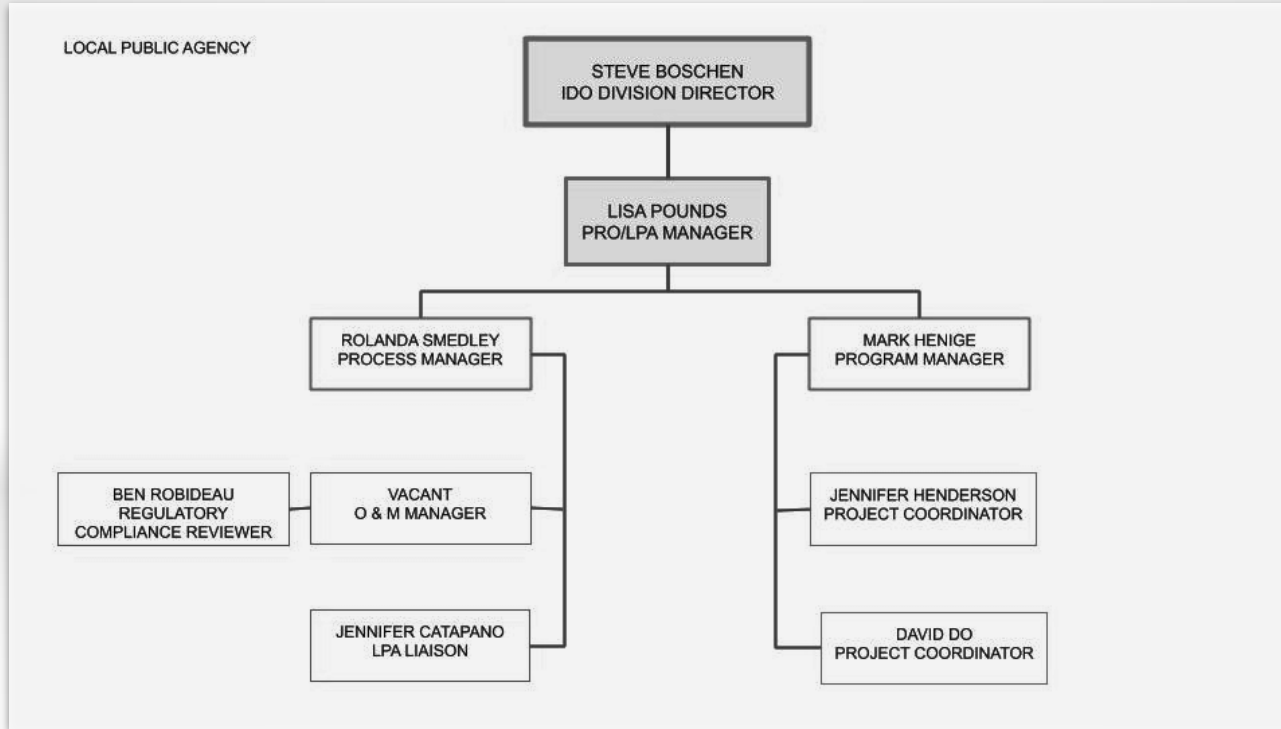 LOCAL PUBLIC AGENCY
STEVE BOSCHEN
IDO DIVISION DIRECTOR
LISA POUNDS
PRO/LPA MANAGER
ROLANDA SMEDLEY
PROCESS MANAGER
MARK HENIGE
PROGRAM MANAGER
BEN ROBIDEAU
REGULATORY
COMPLIANCE REVIEWER
VACANT
O & M MANAGER
JENNIFER HENDERSON
PROJECT COORDINATOR
JENNIFER CATAPANO
LPA LIAISON
DAVID DO
PROJECT COORDINATOR